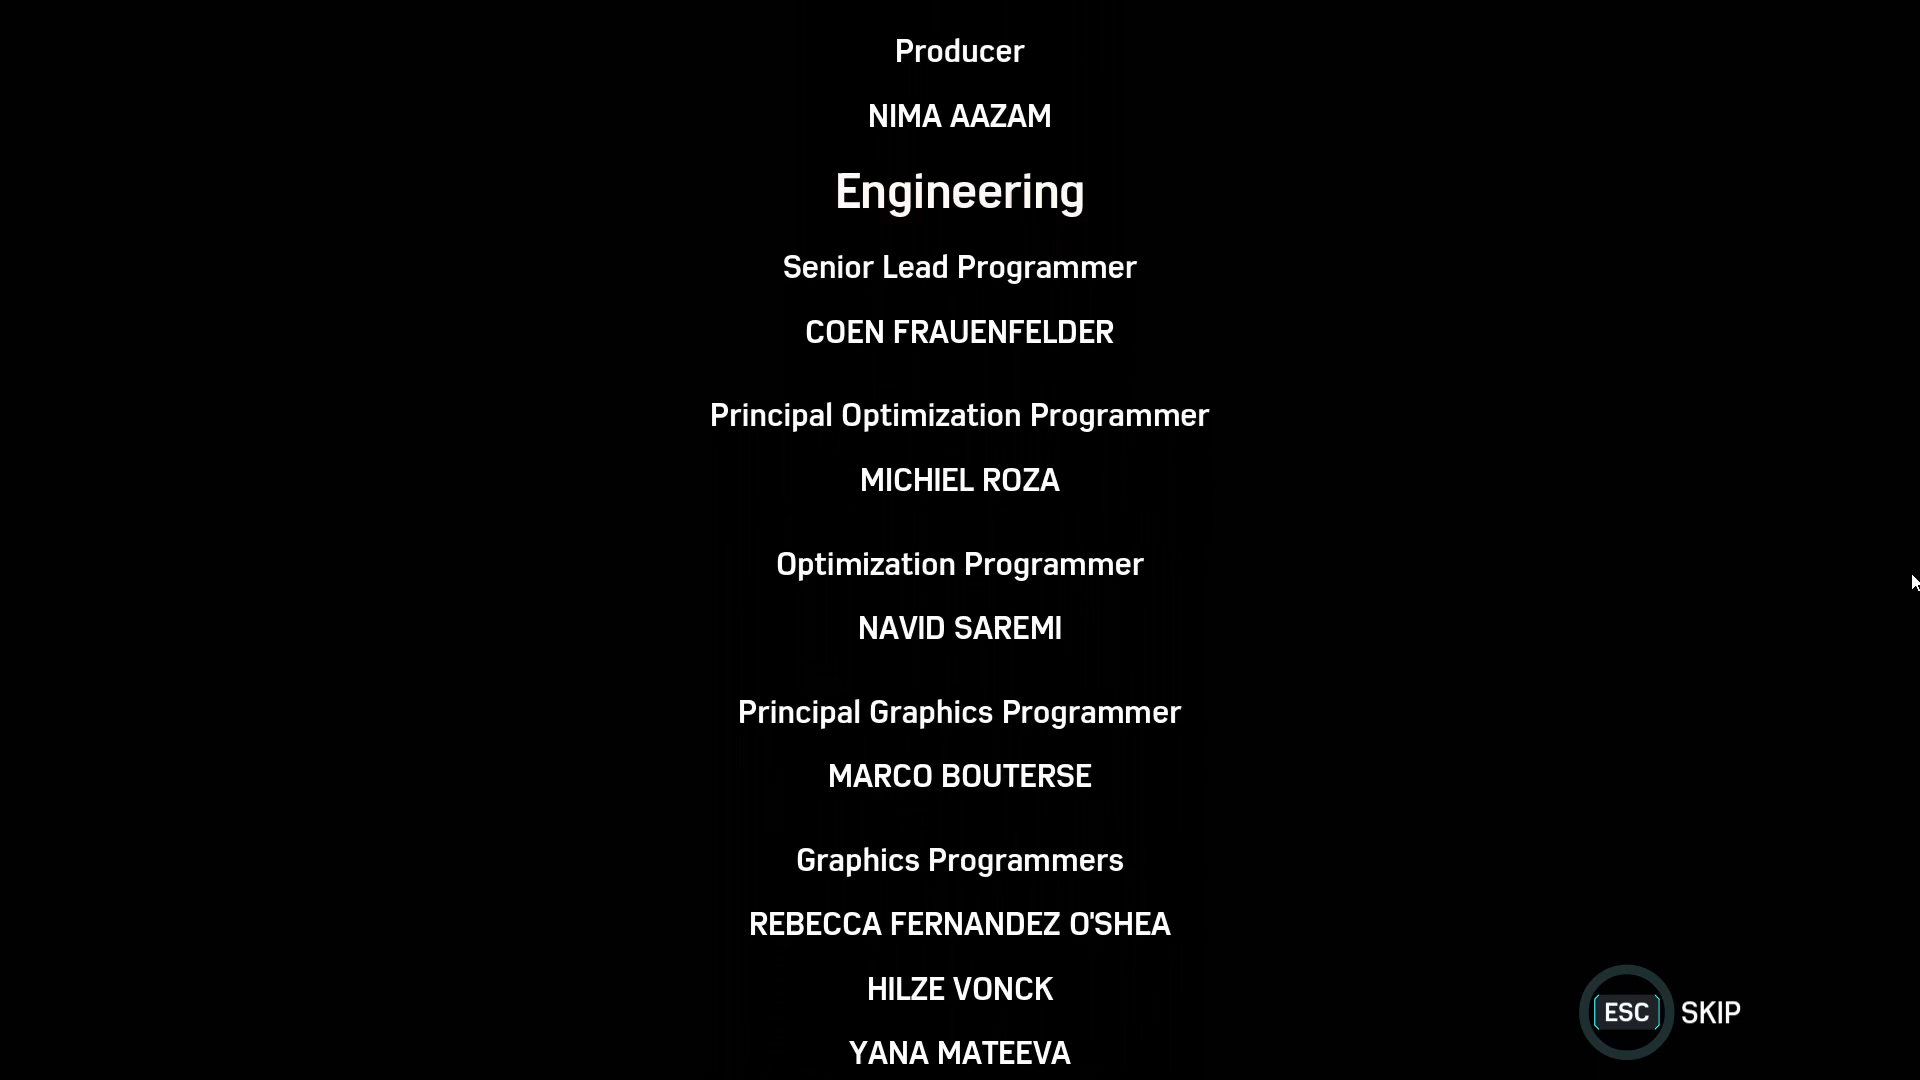 Producer
NIMA AAZAM
Engineering
Senior Lead Programmer
COEN FRAUENFELDER
Principal Optimization Programmer
MICHIEL ROZA
Optimization Programmer
NAVID SAREMI
Principal Graphics Programmer
MARCO BOUTERSE
Graphics Programmers
REBECCA FERNANDEZ O'SHEA
HILZE VONCK
YANA MATEEVA
ESC SKIP